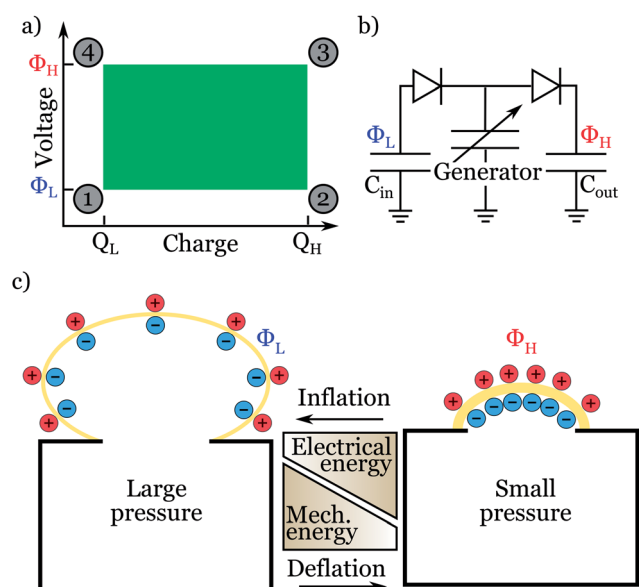 a)
4
3
Φ_H
Voltage
Φ_L
1
2
Q_L
Charge
Q_H
b)
Φ_L
Φ_H
Generator
C_in
C_out
c)
+ + + + + + +
− − − − − − −
Φ_L
Φ_H
+ + + + + +
− − − − − −
Inflation
Electrical
energy
Large
pressure
Small
pressure
Mech.
energy
Deflation